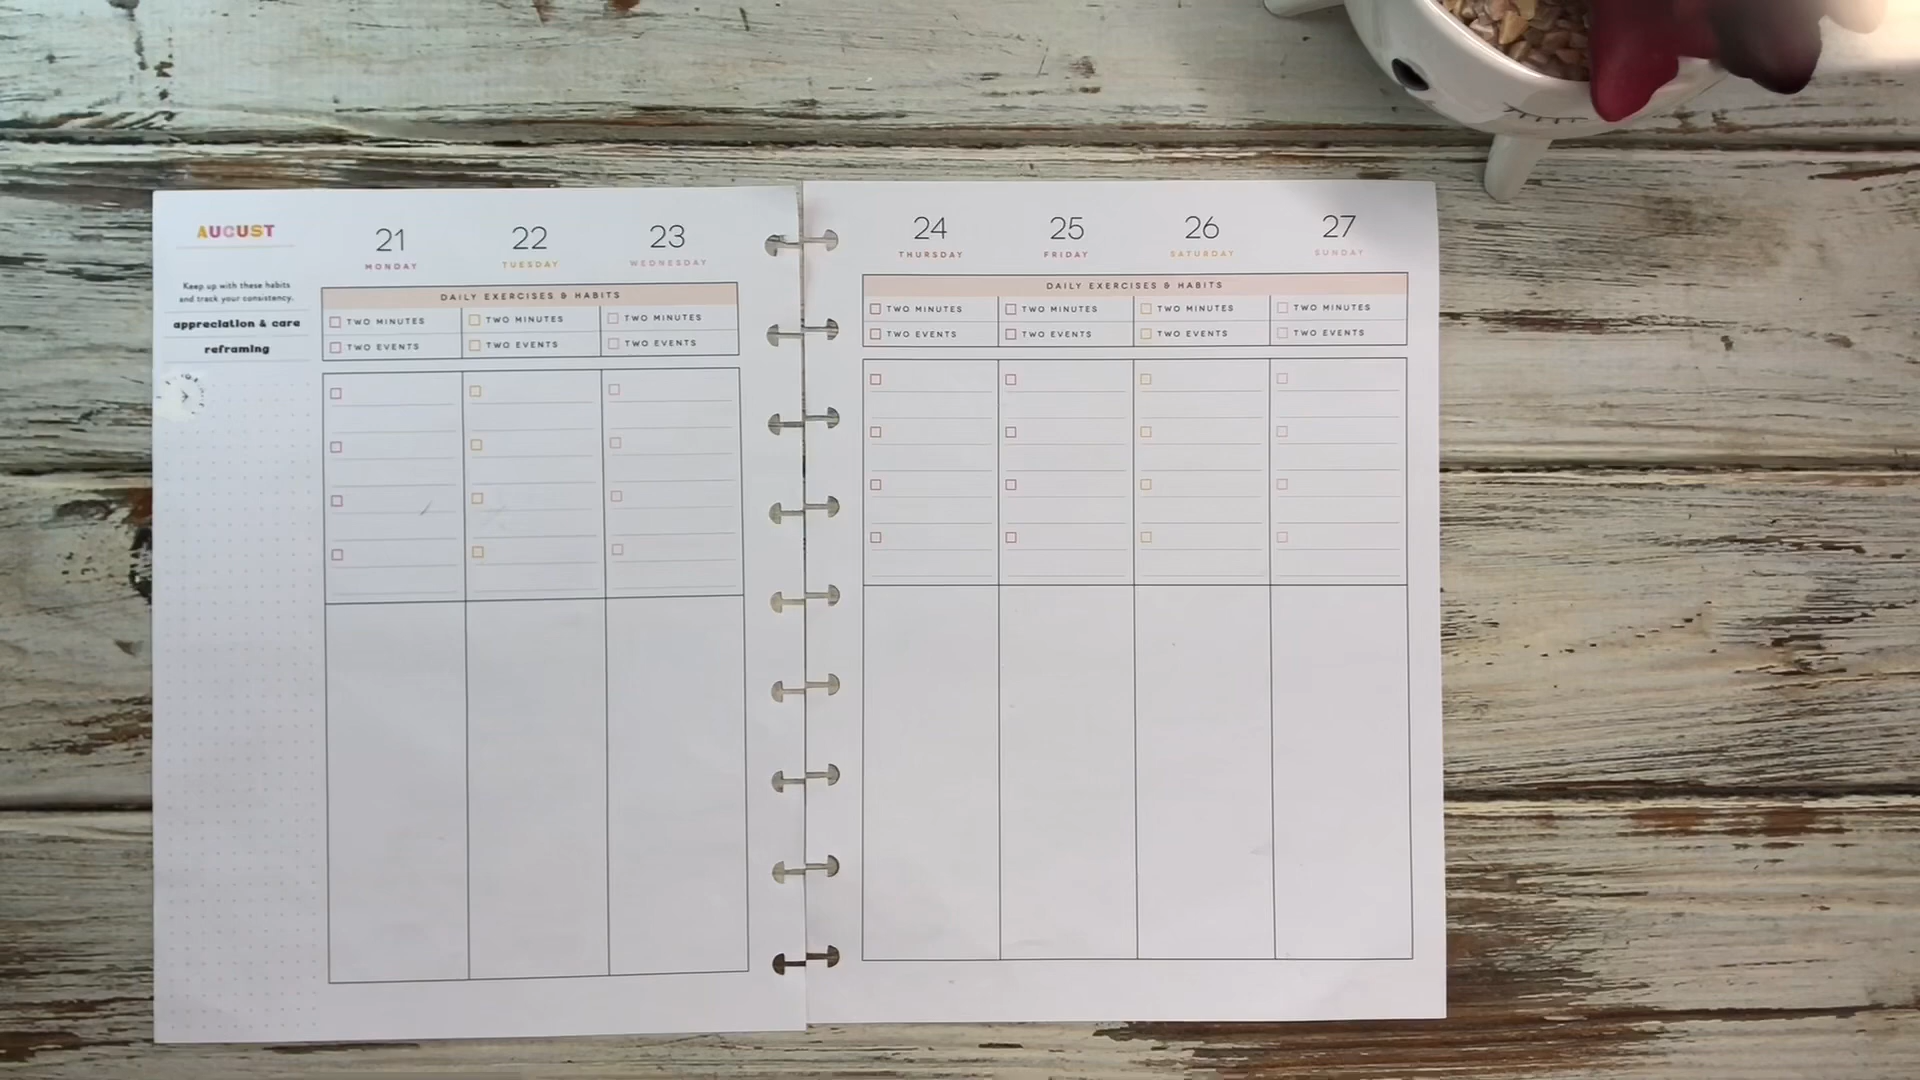 AUGUST
Keep up with these habits
and track your consistency.
appreciation & care
reframing
21 22 23
MONDAY TUESDAY WEDNESDAY
DAILY EXERCISES & HABITS
TWO MINUTES TWO MINUTES TWO MINUTES
TWO EVENTS TWO EVENTS TWO EVENTS
24 25 26 27
THURSDAY FRIDAY SATURDAY SUNDAY
DAILY EXERCISES & HABITS
TWO MINUTES TWO MINUTES TWO MINUTES TWO MINUTES
TWO EVENTS TWO EVENTS TWO EVENTS TWO EVENTS